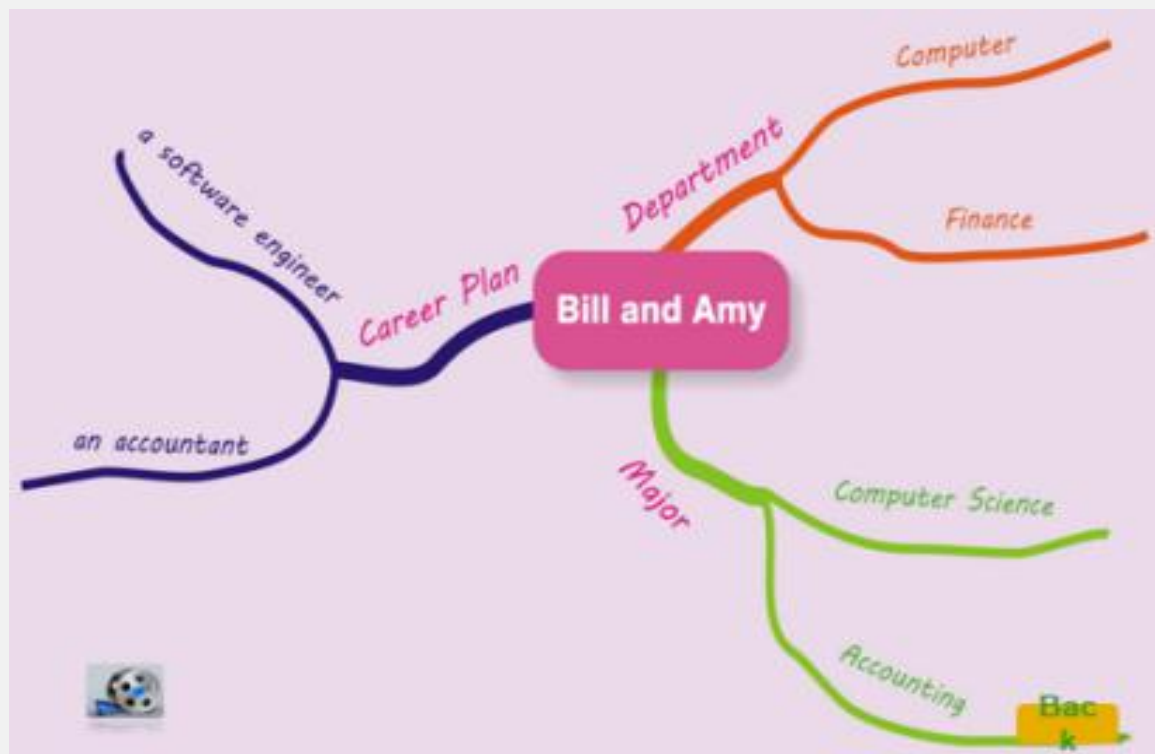 Computer
Department
Finance
a software engineer
Career Plan
Bill and Amy
an accountant
Major
Computer Science
Accounting
Bac
k